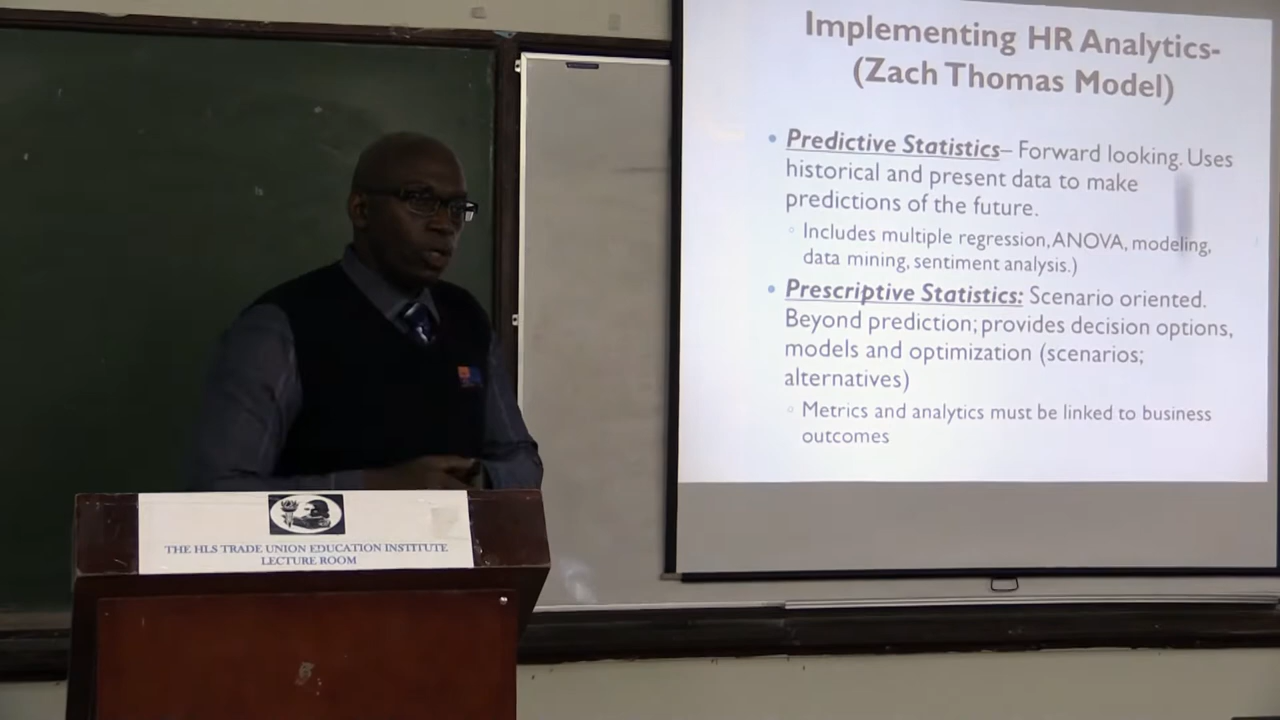 Implementing HR Analytics-
(Zach Thomas Model)
• Predictive Statistics– Forward looking. Uses
historical and present data to make
predictions of the future.
◦ Includes multiple regression, ANOVA, modeling,
data mining, sentiment analysis.)
• Prescriptive Statistics: Scenario oriented.
Beyond prediction; provides decision options,
models and optimization (scenarios;
alternatives)
◦ Metrics and analytics must be linked to business
outcomes
THE HLS TRADE UNION EDUCATION INSTITUTE
LECTURE ROOM